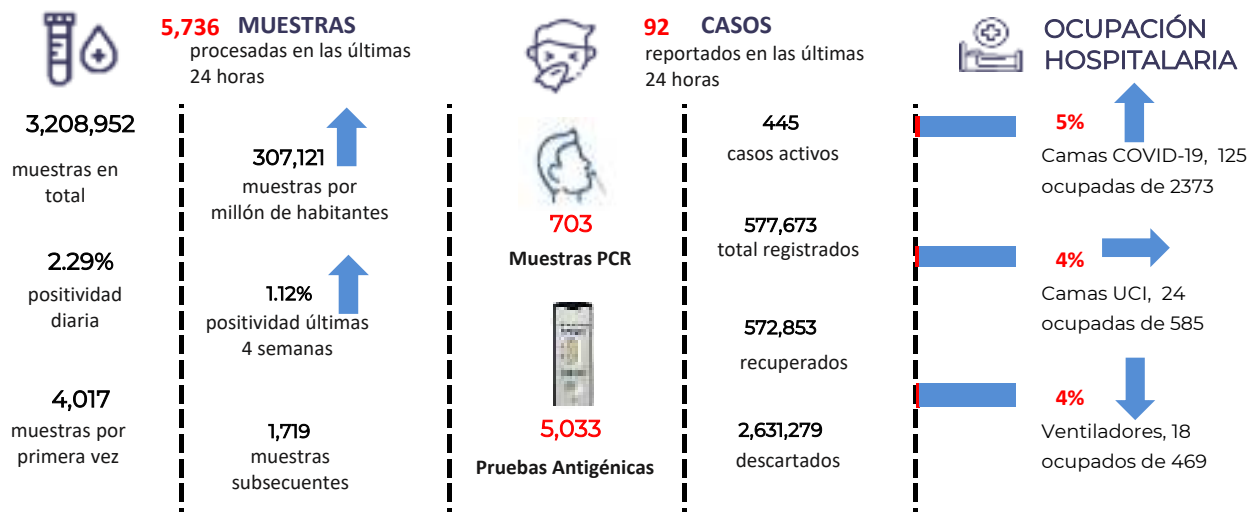 5,736 MUESTRAS
procesadas en las últimas
24 horas
3,208,952
muestras en
total
307,121
muestras por
millón de habitantes
2.29%
positividad
diaria
1.12%
positividad últimas
4 semanas
4,017
muestras por
primera vez
1,719
muestras
subsecuentes
92 CASOS
reportados en las últimas
24 horas
703
Muestras PCR
5,033
Pruebas Antigénicas
445
casos activos
577,673
total registrados
572,853
recuperados
2,631,279
descartados
OCUPACIÓN
HOSPITALARIA
5%
Camas COVID-19, 125
ocupadas de 2373
4%
Camas UCI, 24
ocupadas de 585
4%
Ventiladores, 18
ocupados de 469